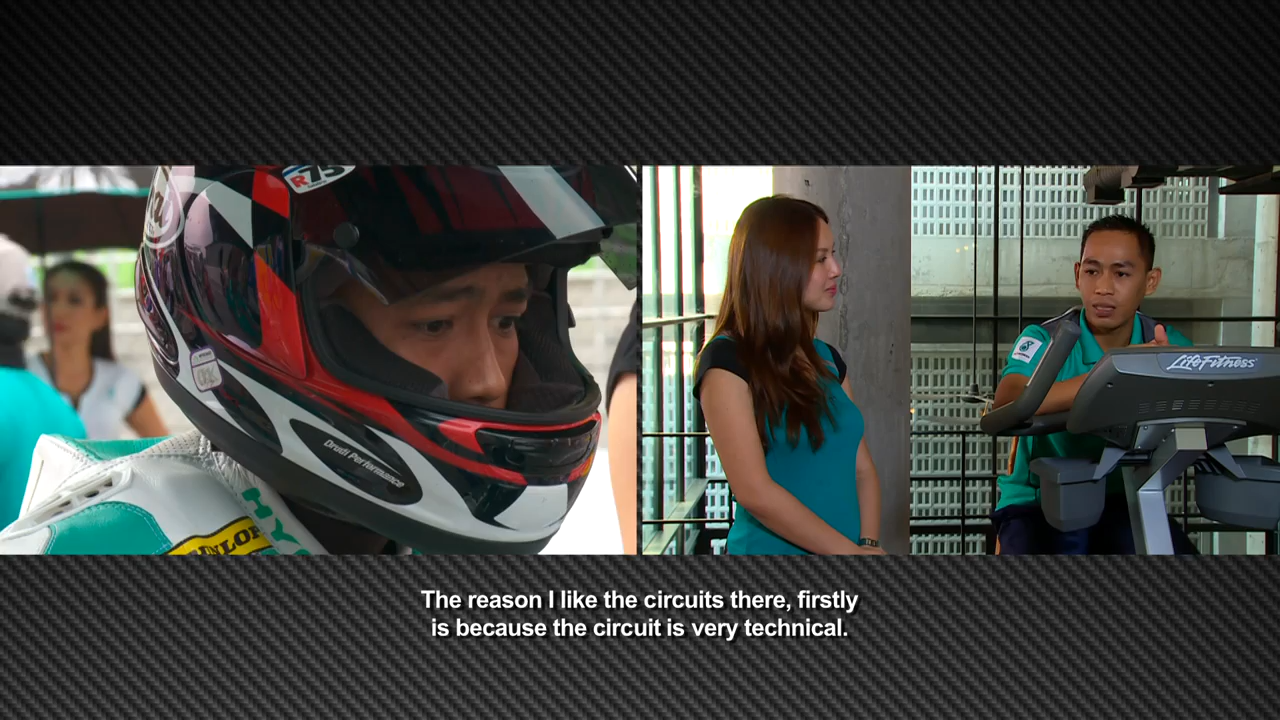 R75
Drudi Performance
DUNLOP
HYO
LifeFitness
The reason I like the circuits there, firstly
is because the circuit is very technical.